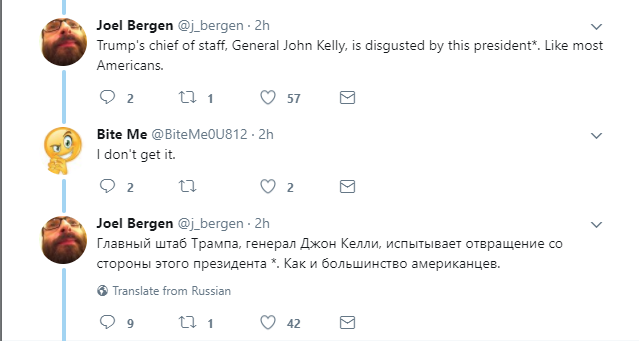 Joel Bergen @j_bergen · 2h
Trump's chief of staff, General John Kelly, is disgusted by this president*. Like most
Americans.
2 1 57
Bite Me @BiteMe0U812 · 2h
I don't get it.
2 2
Joel Bergen @j_bergen · 2h
Главный штаб Трампа, генерал Джон Келли, испытывает отвращение со
стороны этого президента *. Как и большинство американцев.
Translate from Russian
9 1 42